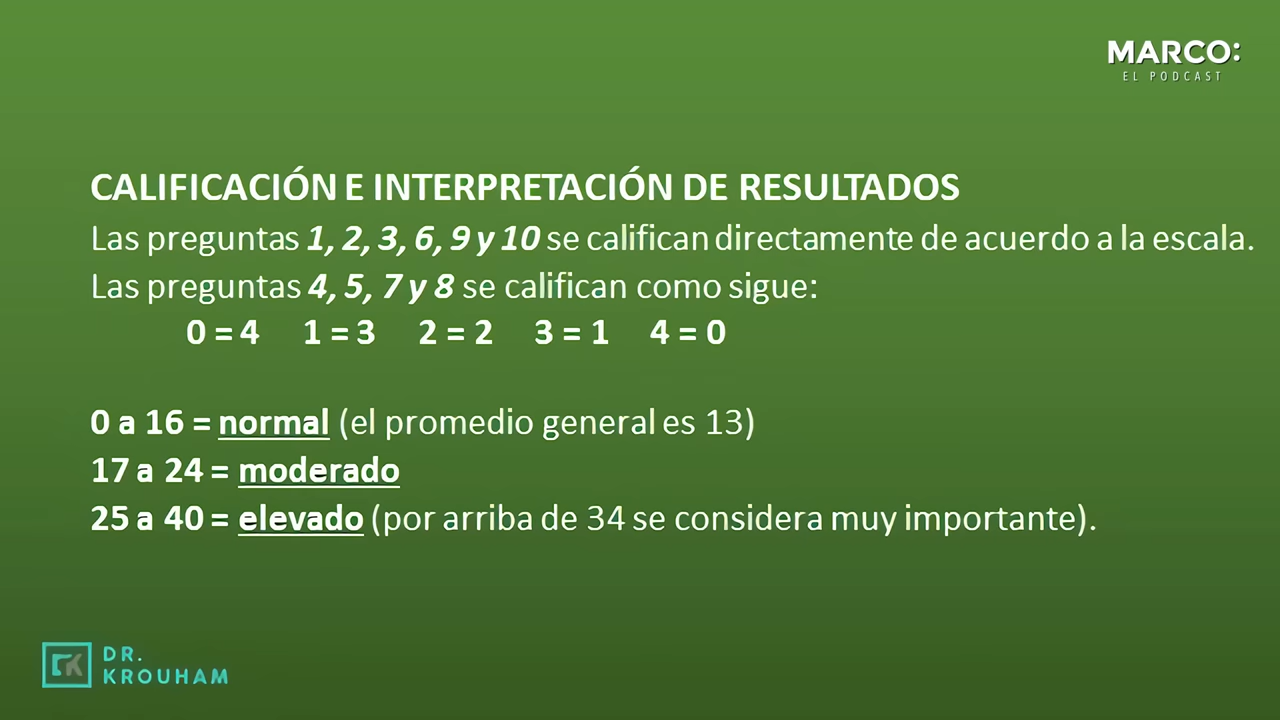 MARCO:
EL PODCAST
CALIFICACIÓN E INTERPRETACIÓN DE RESULTADOS
Las preguntas 1, 2, 3, 6, 9 y 10 se califican directamente de acuerdo a la escala.
Las preguntas 4, 5, 7 y 8 se califican como sigue:
0 = 4 1 = 3 2 = 2 3 = 1 4 = 0
0 a 16 = normal (el promedio general es 13)
17 a 24 = moderado
25 a 40 = elevado (por arriba de 34 se considera muy importante).
DR.
KROUHAM